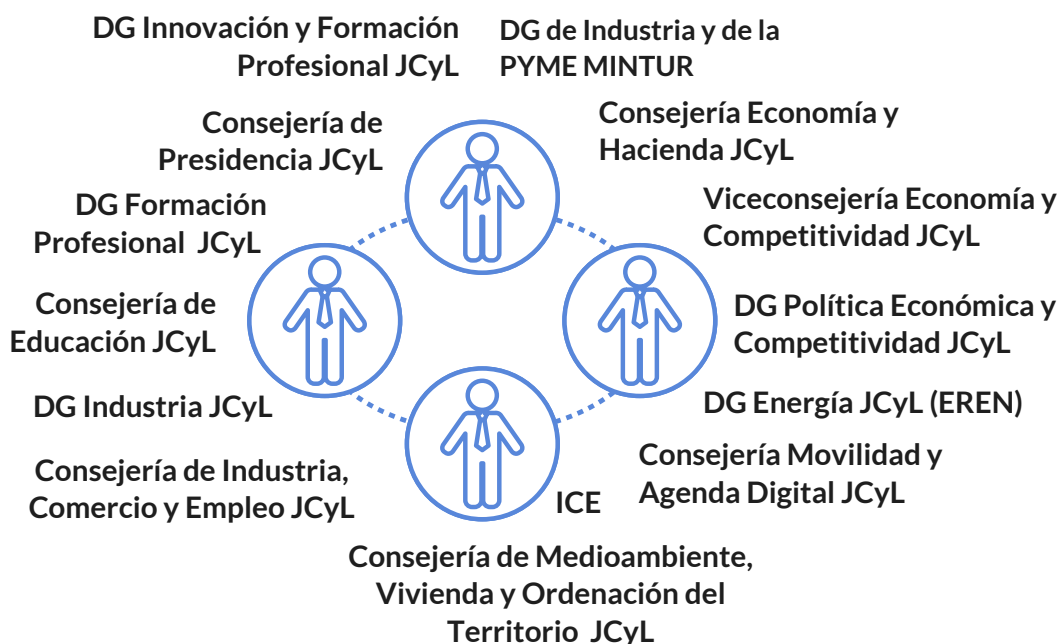 DG Innovación y Formación
Profesional JCyL
DG de Industria y de la
PYME MINTUR
Consejería de
Presidencia JCyL
Consejería Economía y
Hacienda JCyL
DG Formación
Profesional JCyL
Viceconsejería Economía y
Competitividad JCyL
Consejería de
Educación JCyL
DG Política Económica y
Competitividad JCyL
DG Industria JCyL
DG Energía JCyL (EREN)
Consejería de Industria,
Comercio y Empleo JCyL
Consejería Movilidad y
Agenda Digital JCyL
ICE
Consejería de Medioambiente,
Vivienda y Ordenación del
Territorio JCyL